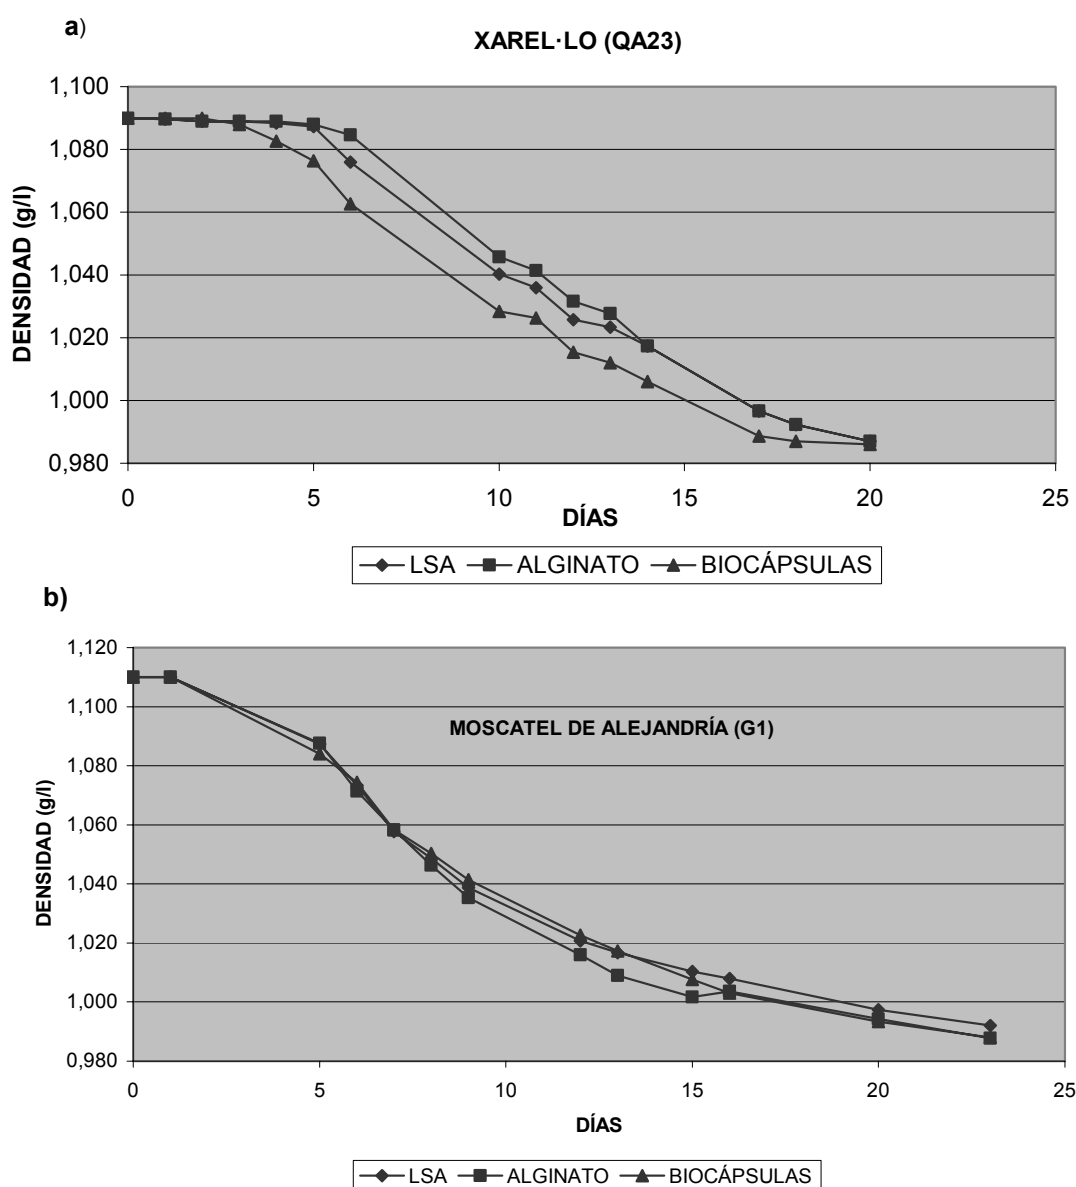 a)
XAREL·LO (QA23)
1,100
1,080
1,060
1,040
1,020
1,000
0,980
DENSIDAD (g/l)
0 5 10 15 20 25
DÍAS
LSA ALGINATO BIOCÁPSULAS
b)
1,120
1,100
1,080
1,060
1,040
1,020
1,000
0,980
DENSIDAD (g/l)
MOSCATEL DE ALEJANDRÍA (G1)
0 5 10 15 20 25
DÍAS
LSA ALGINATO BIOCÁPSULAS